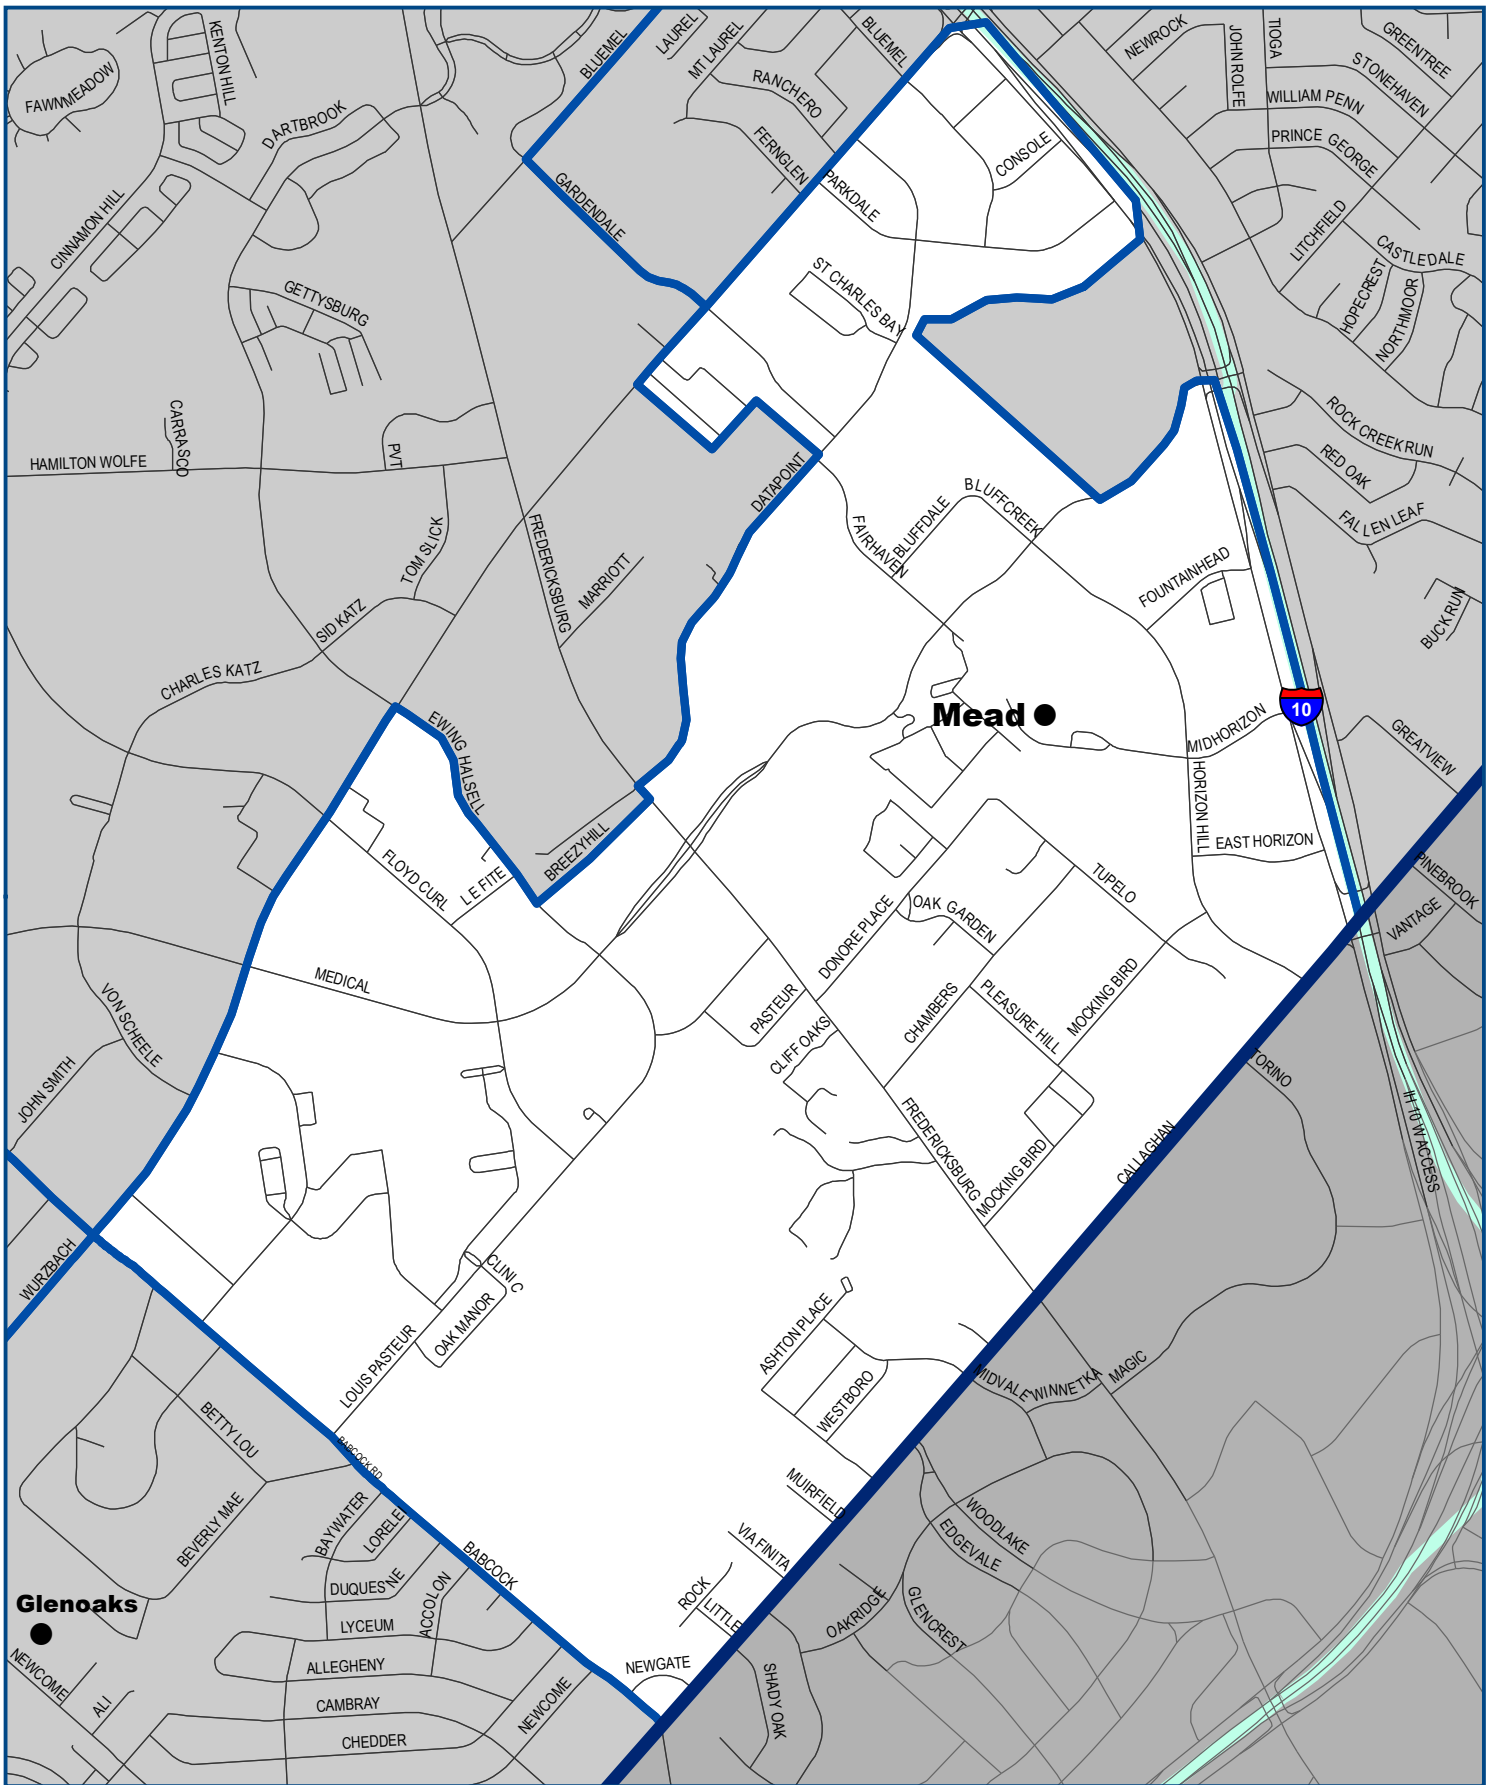 FAWNMEADOW
KENTON HILL
DARTBROOK
CINNAMON HILL
GETTYSBURG
BLUEMEL
LAUREL
MT LAUREL
RANCHERO
FERNGLEN
GARDENDALE
BLUEMEL
PARKDALE
CONSOLE
ST CHARLES BAY
NEWROCK
JOHN ROLFE
TIOGA
GREENTREE
STONEHAVEN
WILLIAM PENN
PRINCE GEORGE
LITCHFIELD
CASTLEDALE
HOPECREST
NORTHMOOR
ROCK CREEK RUN
RED OAK
FALLEN LEAF
BUCK RUN
HAMILTON WOLFE
CARRASCO
PVT
TOM SLICK
SID KATZ
CHARLES KATZ
FREDERICKSBURG
MARRIOTT
DATAPOINT
FAIRHAVEN
BLUFFDALE
BLUFFCREEK
FOUNTAINHEAD
Mead
10
MIDHORIZON
HORIZON HILL
EAST HORIZON
GREATVIEW
PINEBROOK
VANTAGE
EWING HALSELL
BREEZYHILL
FLOYD CURL
LE FITE
TUPELO
OAK GARDEN
DONORE PLACE
MEDICAL
PASTEUR
CLIFF OAKS
CHAMBERS
PLEASURE HILL
MOCKING BIRD
VON SCHEELE
JOHN SMITH
TORINO
IH 10 W ACCESS
FREDERICKSBURG
MOCKING BIRD
CALLAGHAN
WURZBACH
CLINIC
OAK MANOR
LOUIS PASTEUR
ASHTON PLACE
WESTBORO
MIDVALE
WINNETKA
MAGIC
BETTY LOU
BABCOCK RD
BEVERLY MAE
BAYWATER
LORELEI
DUQUESNE
BABCOCK
ACCOLON
MUIRFIELD
VIA FINITA
ROCK
LITTLE
WOODLAKE
EDGEVALE
OAKRIDGE
GLENCREST
Glenoaks
LYCEUM
ALLEGHENY
NEWCOME
ALI
CAMBRAY
CHEDDER
NEWCOME
NEWGATE
SHADY OAK